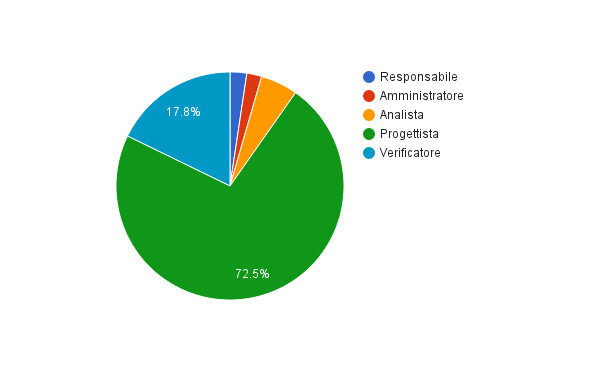 Responsabile
Amministratore
Analista
Progettista
Verificatore
17.8%
72.5%